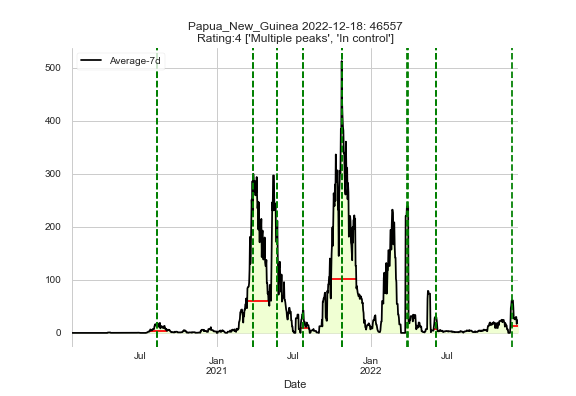 Papua_New_Guinea 2022-12-18: 46557
Rating:4 ['Multiple peaks', 'In control']
Average-7d
500
400
300
200
100
0
Jul
Jan
2021
Jul
Jan
2022
Jul
Date